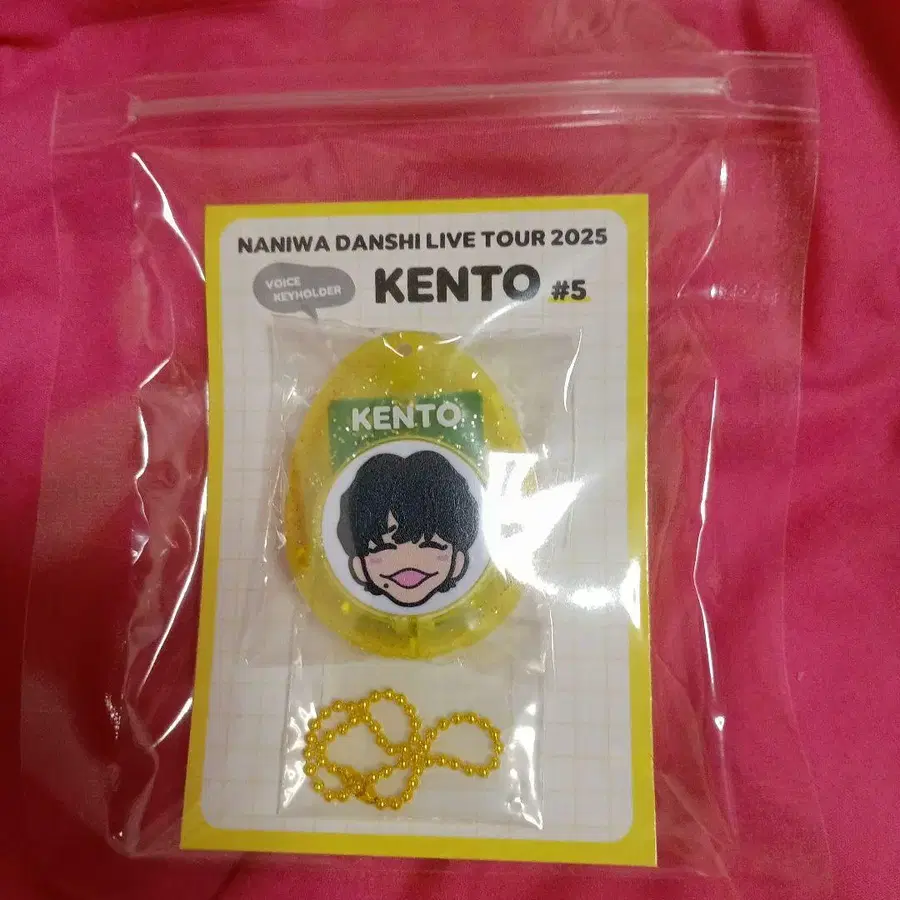 NANIWA DANSHI LIVE TOUR 2025
VOICE
KEYHOLDER
KENTO #5
KENTO